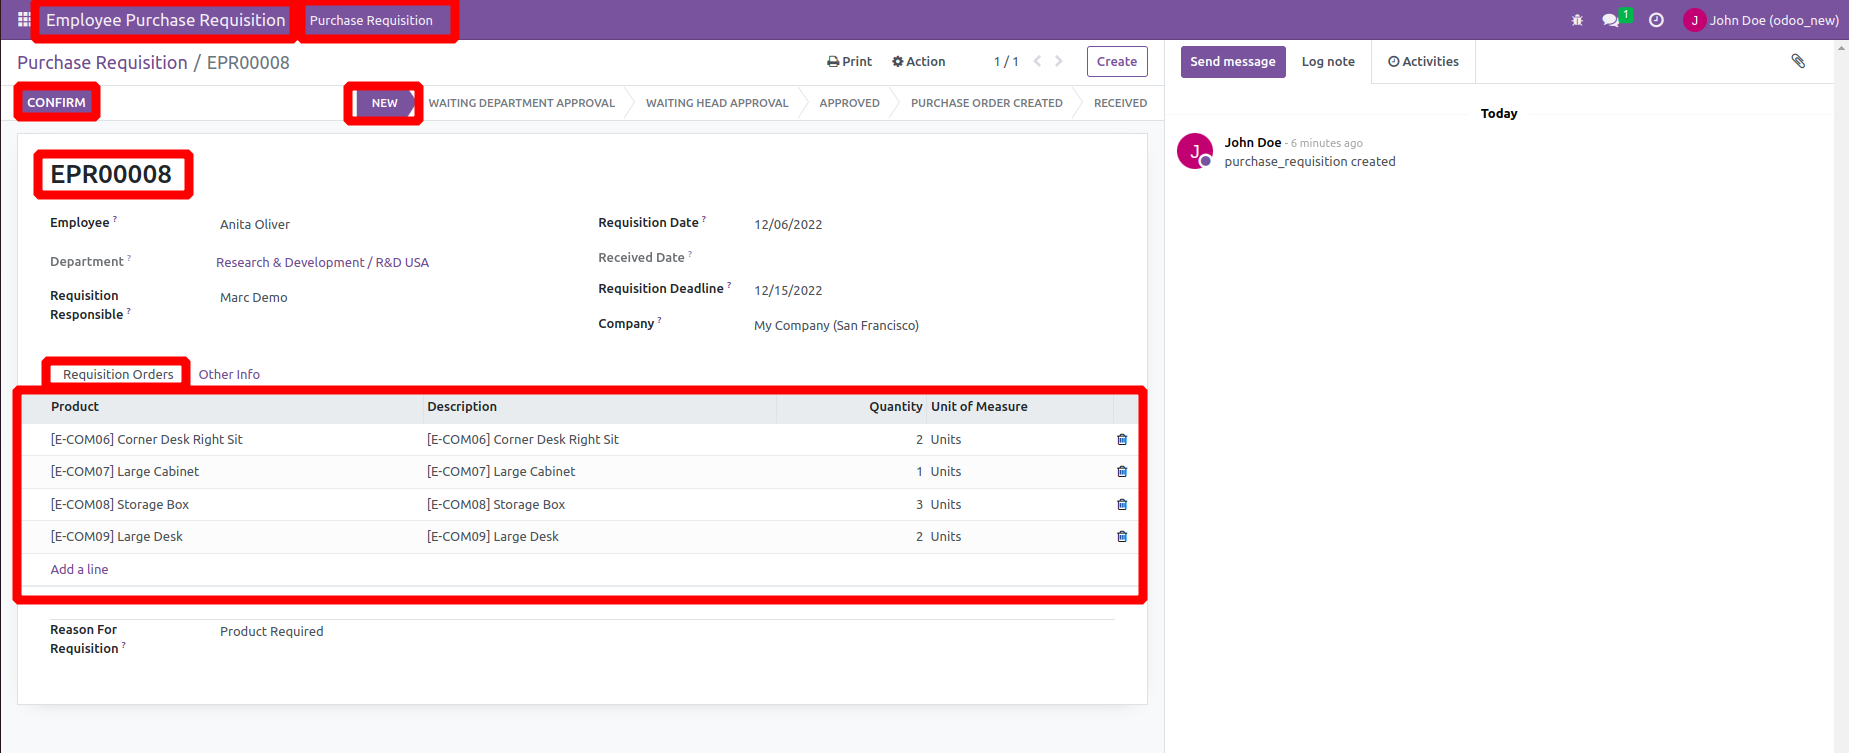 Employee Purchase Requisition Purchase Requisition 1 J John Doe (odoo_new)
Purchase Requisition / EPR00008 Print Action 1 / 1 Create
Send message Log note Activities
CONFIRM NEW WAITING DEPARTMENT APPROVAL WAITING HEAD APPROVAL APPROVED PURCHASE ORDER CREATED RECEIVED
EPR00008
Employee ? Anita Oliver
Department ? Research & Development / R&D USA
Requisition
Responsible ? Marc Demo
Requisition Date ? 12/06/2022
Received Date ?
Requisition Deadline ? 12/15/2022
Company ? My Company (San Francisco)
Requisition Orders Other Info
Product Description Quantity Unit of Measure
[E-COM06] Corner Desk Right Sit [E-COM06] Corner Desk Right Sit 2 Units
[E-COM07] Large Cabinet [E-COM07] Large Cabinet 1 Units
[E-COM08] Storage Box [E-COM08] Storage Box 3 Units
[E-COM09] Large Desk [E-COM09] Large Desk 2 Units
Add a line
Reason For
Requisition ? Product Required
Today
J John Doe - 6 minutes ago
purchase_requisition created